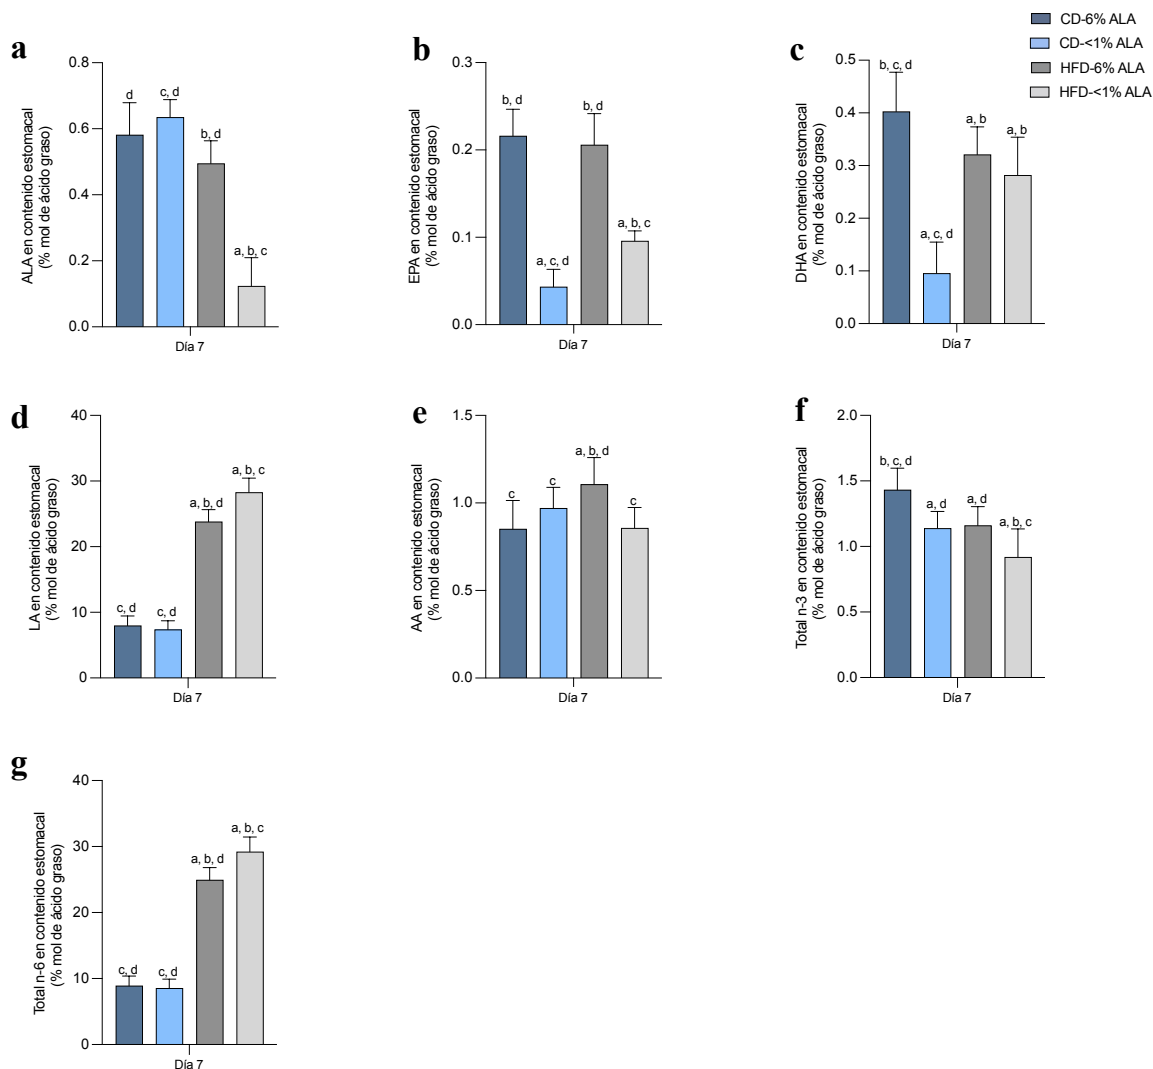 CD-6% ALA
CD-<1% ALA
HFD-6% ALA
HFD-<1% ALA
a
ALA en contenido estomacal
(% mol de ácido graso)
0.8
0.6
0.4
0.2
0.0
d
c, d
b, d
a, b, c
Día 7
b
EPA en contenido estomacal
(% mol de ácido graso)
0.3
0.2
0.1
0.0
b, d
a, c, d
b, d
a, b, c
Día 7
c
DHA en contenido estomacal
(% mol de ácido graso)
0.5
0.4
0.3
0.2
0.1
0.0
b, c, d
a, c, d
a, b
a, b
Día 7
d
LA en contenido estomacal
(% mol de ácido graso)
40
30
20
10
0
c, d
c, d
a, b, d
a, b, c
Día 7
e
AA en contenido estomacal
(% mol de ácido graso)
1.5
1.0
0.5
0.0
c
c
a, b, d
c
Día 7
f
Total n-3 en contenido estomacal
(% mol de ácido graso)
2.0
1.5
1.0
0.5
0.0
b, c, d
a, d
a, d
a, b, c
Día 7
g
Total n-6 en contenido estomacal
(% mol de ácido graso)
40
30
20
10
0
c, d
c, d
a, b, d
a, b, c
Día 7